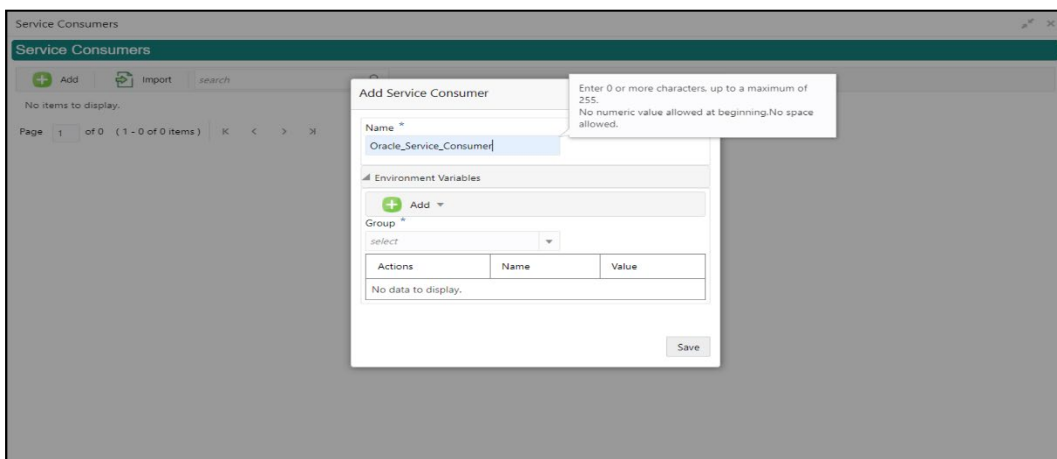 Service Consumers
Service Consumers
Add Import search
No items to display.
Page 1 of 0 (1 - 0 of 0 items)
Add Service Consumer
Enter 0 or more characters, up to a maximum of
255.
No numeric value allowed at beginning.No space
allowed.
Name *
Oracle_Service_Consumer
Environment Variables
Add
Group *
select
Actions Name Value
No data to display.
Save